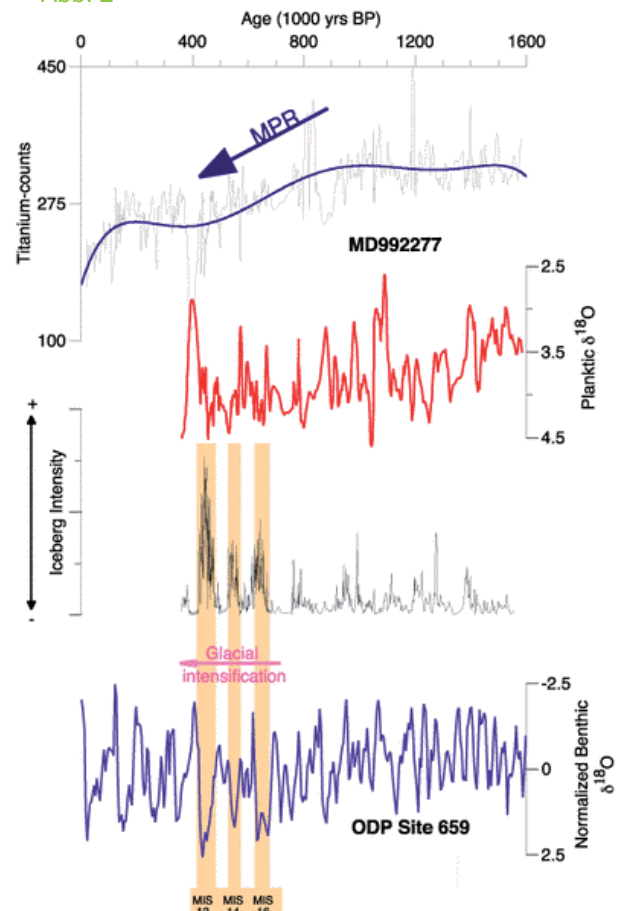 Age (1000 yrs BP)
0 400 800 1200 1600
450
MPR
Titanium-counts
275
MD992277
2.5
100
3.5
Planktic δ18O
4.5
+
Iceberg Intensity
-
Glacial
intensification
-2.5
0
Normalized Benthic
δ18O
ODP Site 659
2.5
MIS MIS MIS